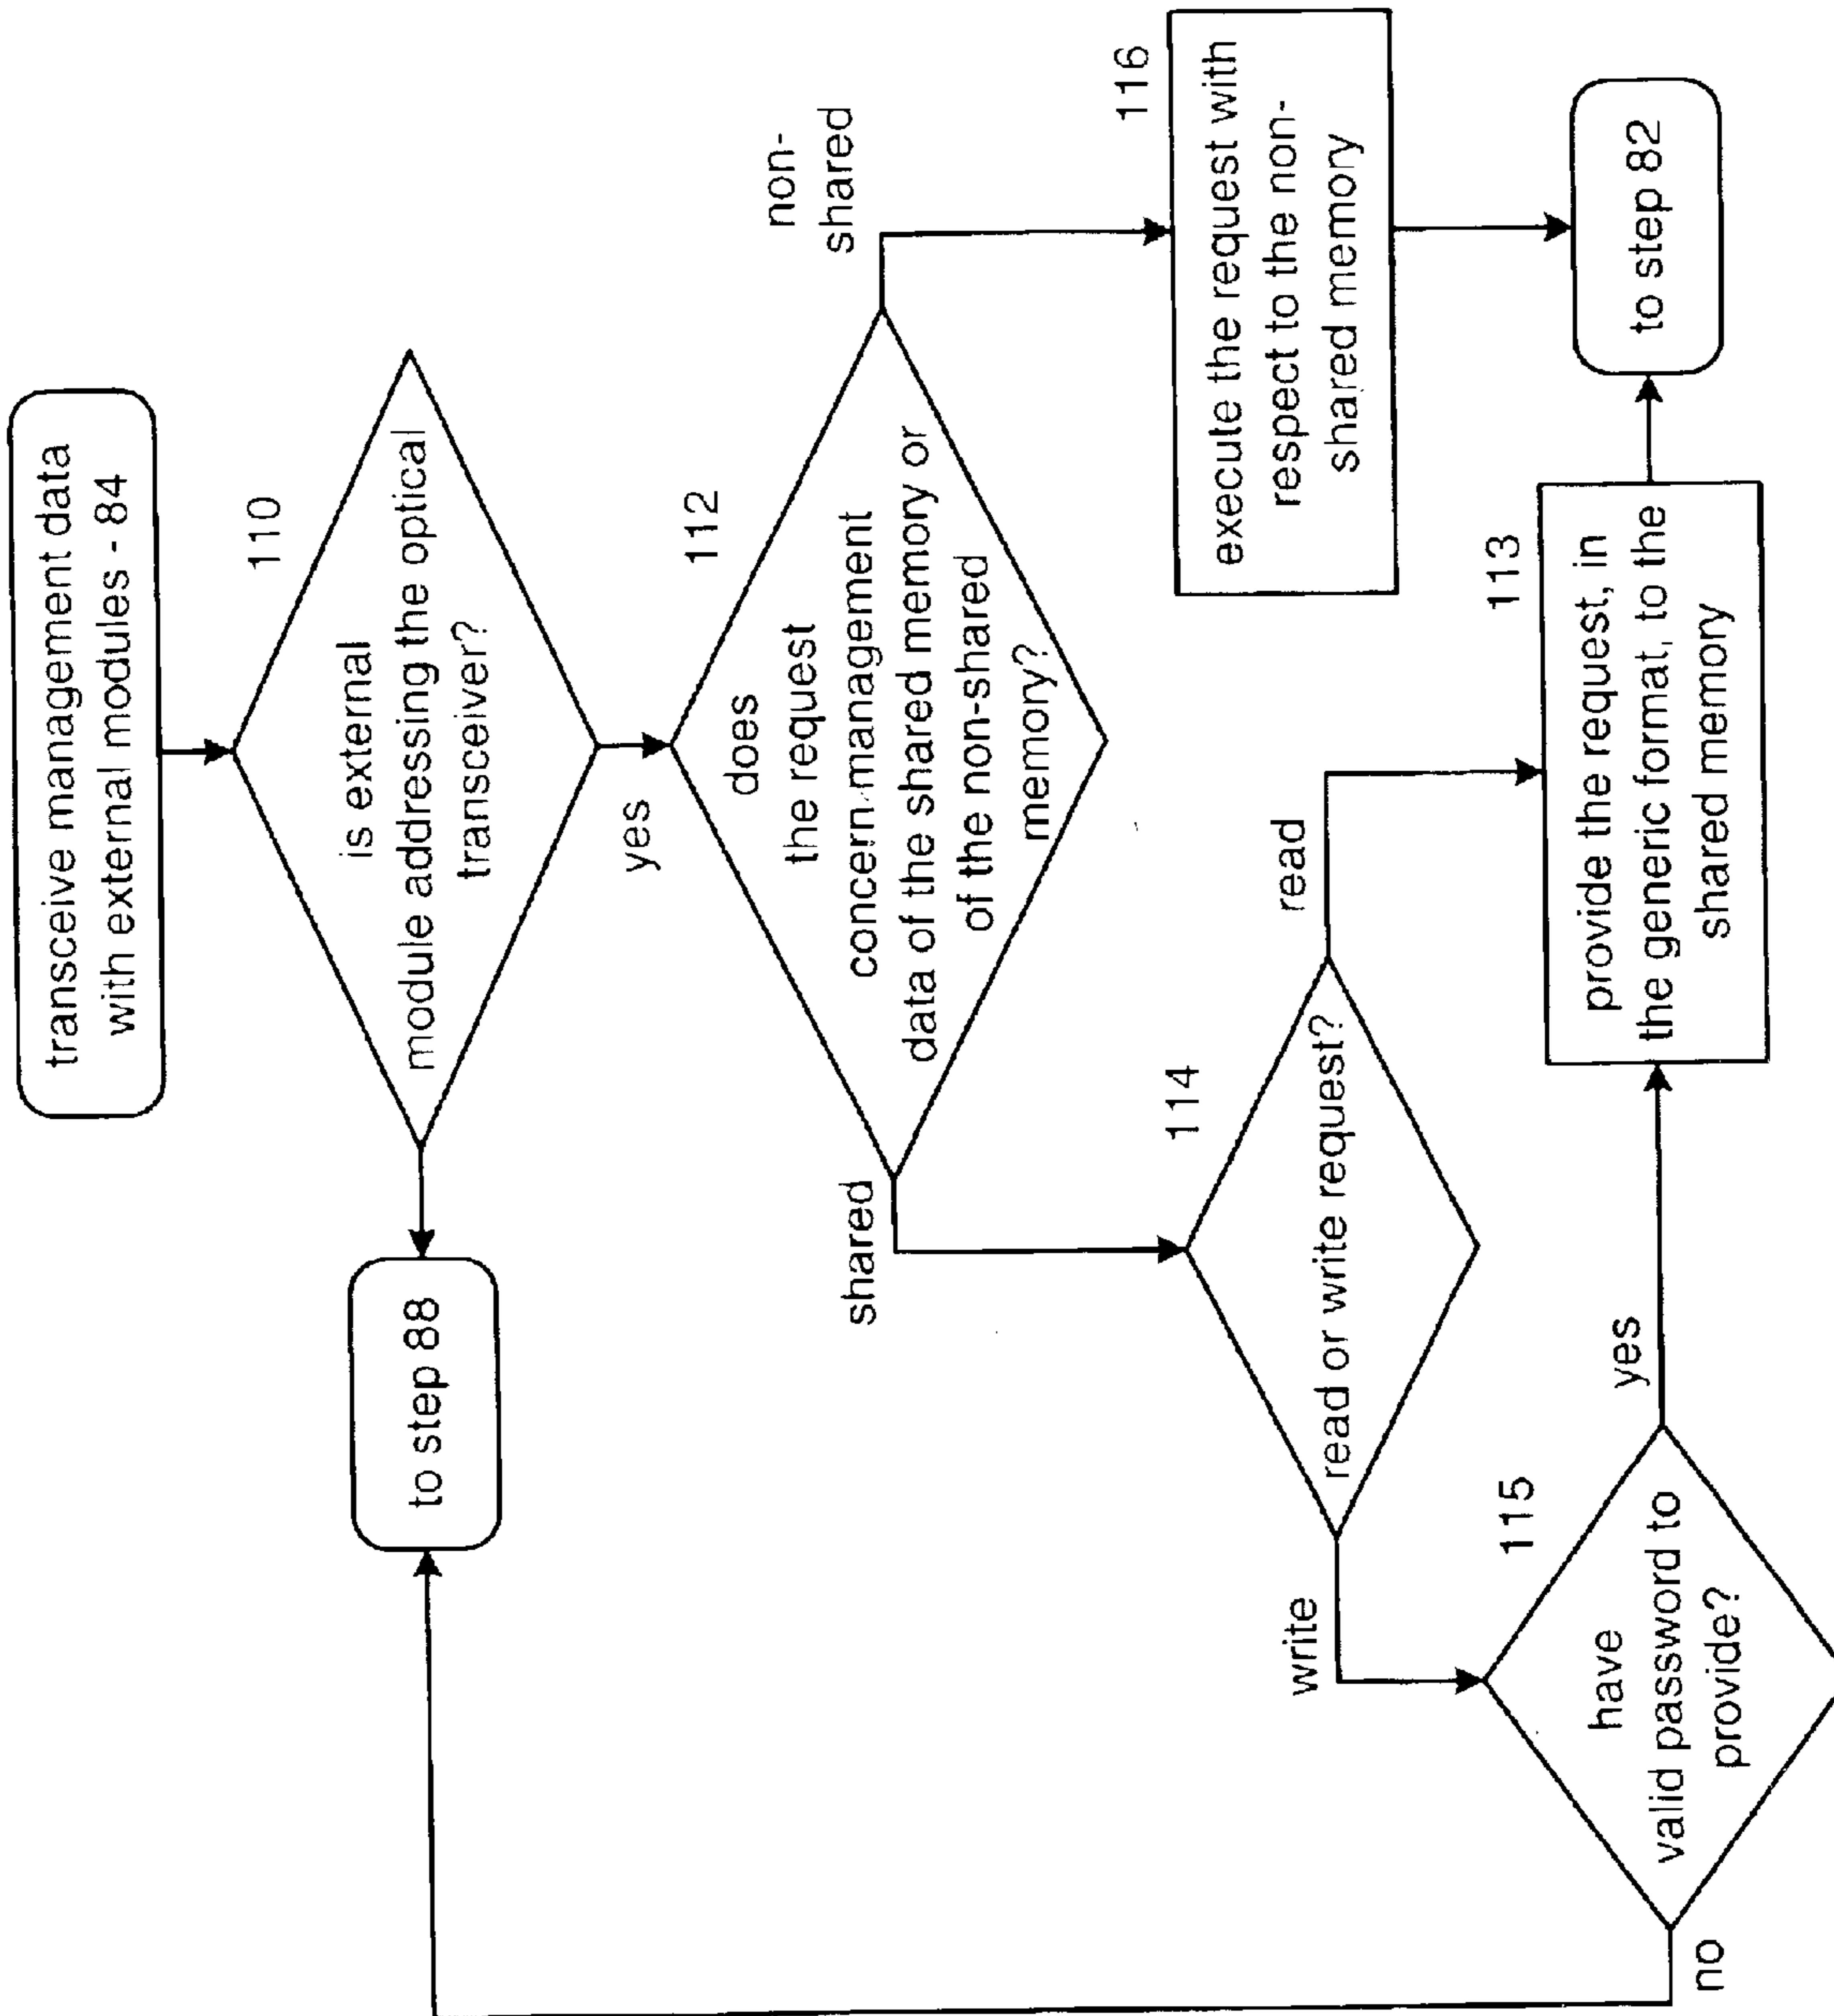 transceive management data
with external modules - 84
110
is external
module addressing the optical
transceiver?
to step 88
yes
112
does
the request
concern management
data of the shared memory or
of the non-shared
memory?
shared
non-
shared
114
read or write request?
116
execute the request with
respect to the non-
shared memory
write
read
115
have
valid password to
provide?
yes
no
113
provide the request, in
the generic format, to the
shared memory
to step 82